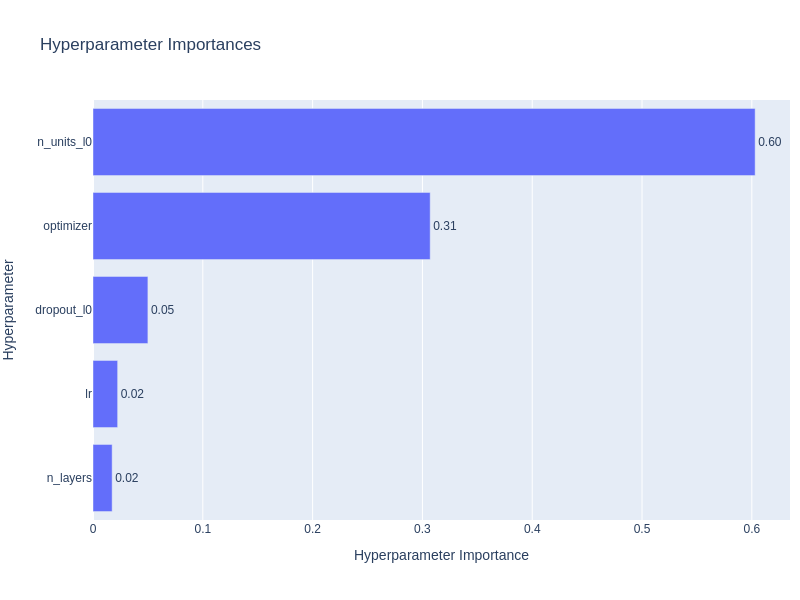 Hyperparameter Importances
Hyperparameter
n_units_l0
0.60
optimizer
0.31
dropout_l0
0.05
lr
0.02
n_layers
0.02
0
0.1
0.2
0.3
0.4
0.5
0.6
Hyperparameter Importance